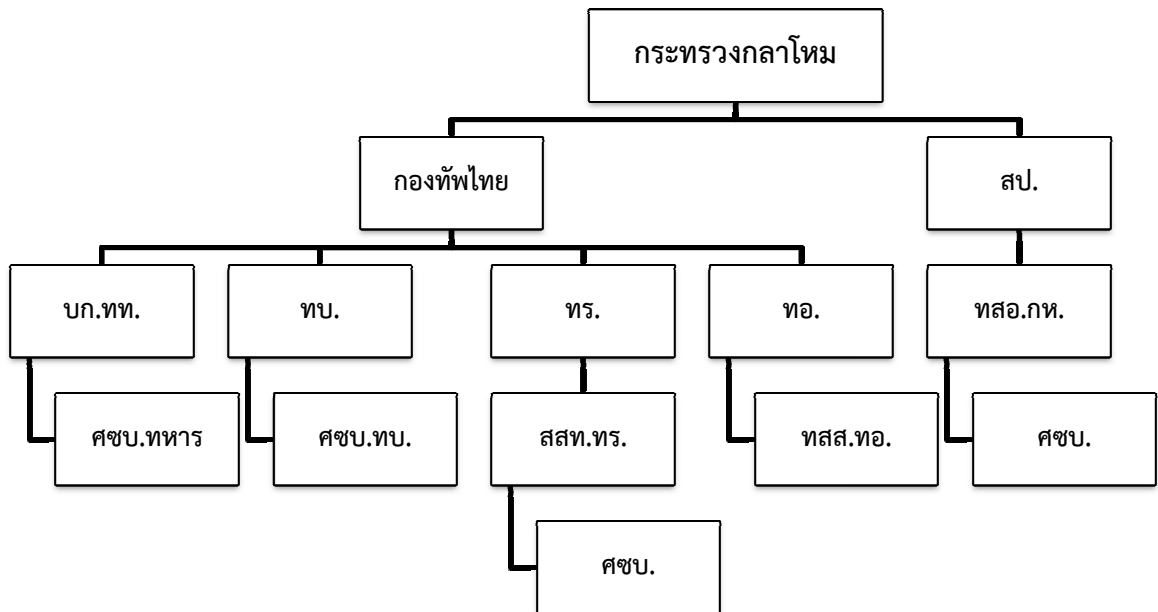 กระทรวงกลาโหม
กองทัพไทย
สป.
บก.ทท.
ทบ.
ทร.
ทอ.
ทสอ.กห.
ศซบ.ทหาร
ศซบ.ทบ.
สสท.ทร.
ทสส.ทอ.
ศซบ.
ศซบ.